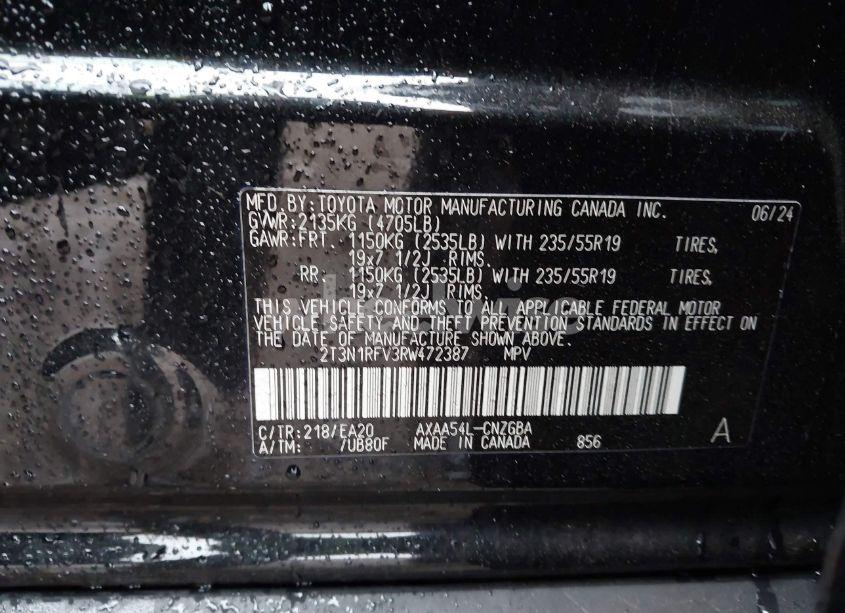 MFD.BY:TOYOTA MOTOR MANUFACTURING CANADA INC. 06/24
GVWR:2135KG (4705LB)
GAWR:FRT. 1150KG (2535LB) WITH 235/55R19 TIRES,
19x7 1/2J RIMS.
RR. 1150KG (2535LB) WITH 235/55R19 TIRES,
19x7 1/2J RIMS.
THIS VEHICLE CONFORMS TO ALL APPLICABLE FEDERAL MOTOR
VEHICLE SAFETY AND THEFT PREVENTION STANDARDS IN EFFECT ON
THE DATE OF MANUFACTURE SHOWN ABOVE.
2T3N1RFV3RW472387 MPV
C/TR:218/EA20 AXAA54L-CNZGBA
A/TM: /UB80F MADE IN CANADA 856 A